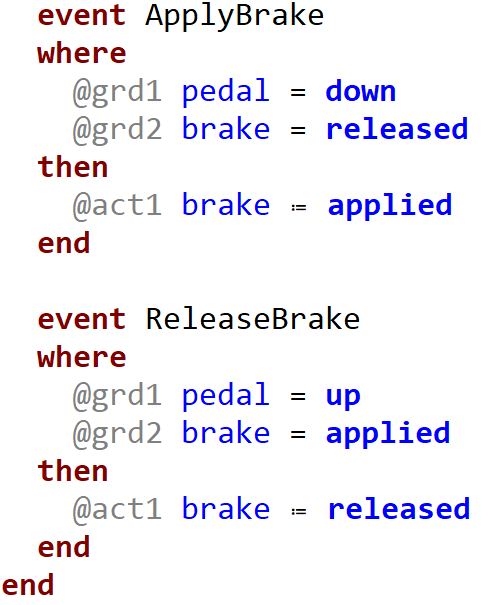 event ApplyBrake
where
@grd1 pedal = down
@grd2 brake = released
then
@act1 brake ≔ applied
end
event ReleaseBrake
where
@grd1 pedal = up
@grd2 brake = applied
then
@act1 brake ≔ released
end
end